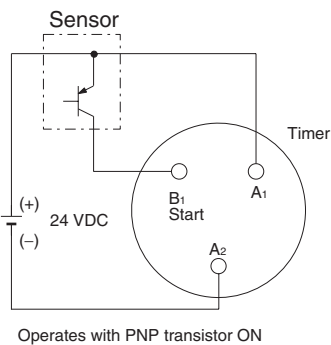 Sensor
Timer
B1
Start
A1
(+)
24 VDC
(−)
A2
Operates with PNP transistor ON